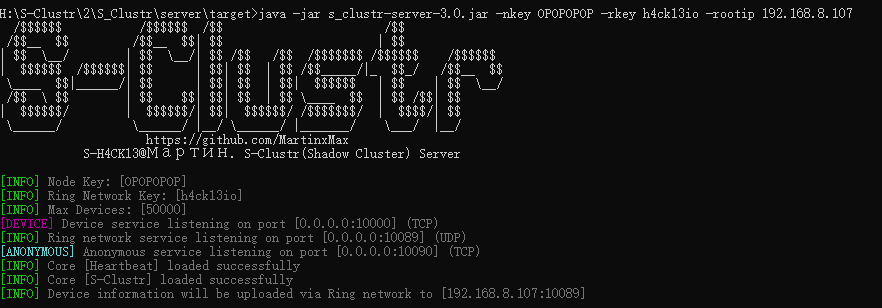 H:\S-Clustr\2\S_Clustr\server\target>java -jar s_clustr-server-3.0.jar -nkey OPOPOPOP -rkey h4ck13io -rootip 192.168.8.107
S-Clustr
https://github.com/MartinxMax
S-H4CK13@Мартин. S-Clustr(Shadow Cluster) Server
[INFO] Node Key: [OPOPOPOP]
[INFO] Ring Network Key: [h4ck13io]
[INFO] Max Devices: [50000]
[DEVICE] Device service listening on port [0.0.0.0:10000] (TCP)
[INFO] Ring network service listening on port [0.0.0.0:10089] (UDP)
[ANONYMOUS] Anonymous service listening on port [0.0.0.0:10090] (TCP)
[INFO] Core [Heartbeat] loaded successfully
[INFO] Core [S-Clustr] loaded successfully
[INFO] Device information will be uploaded via Ring network to [192.168.8.107:10089]